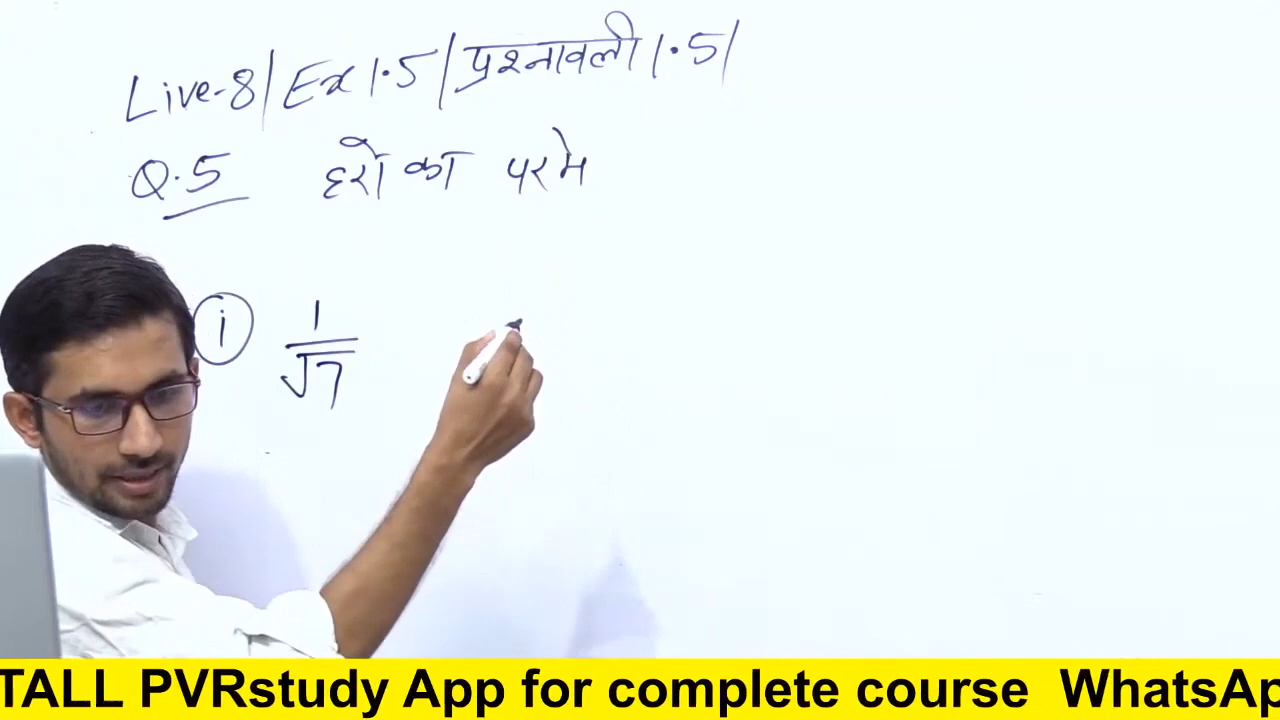 Live-8| Ex 1.5 | प्रश्नावली 1.5 |
Q.5 हरों का परमे
i 1/√7
TALL PVRstudy App for complete course WhatsAp